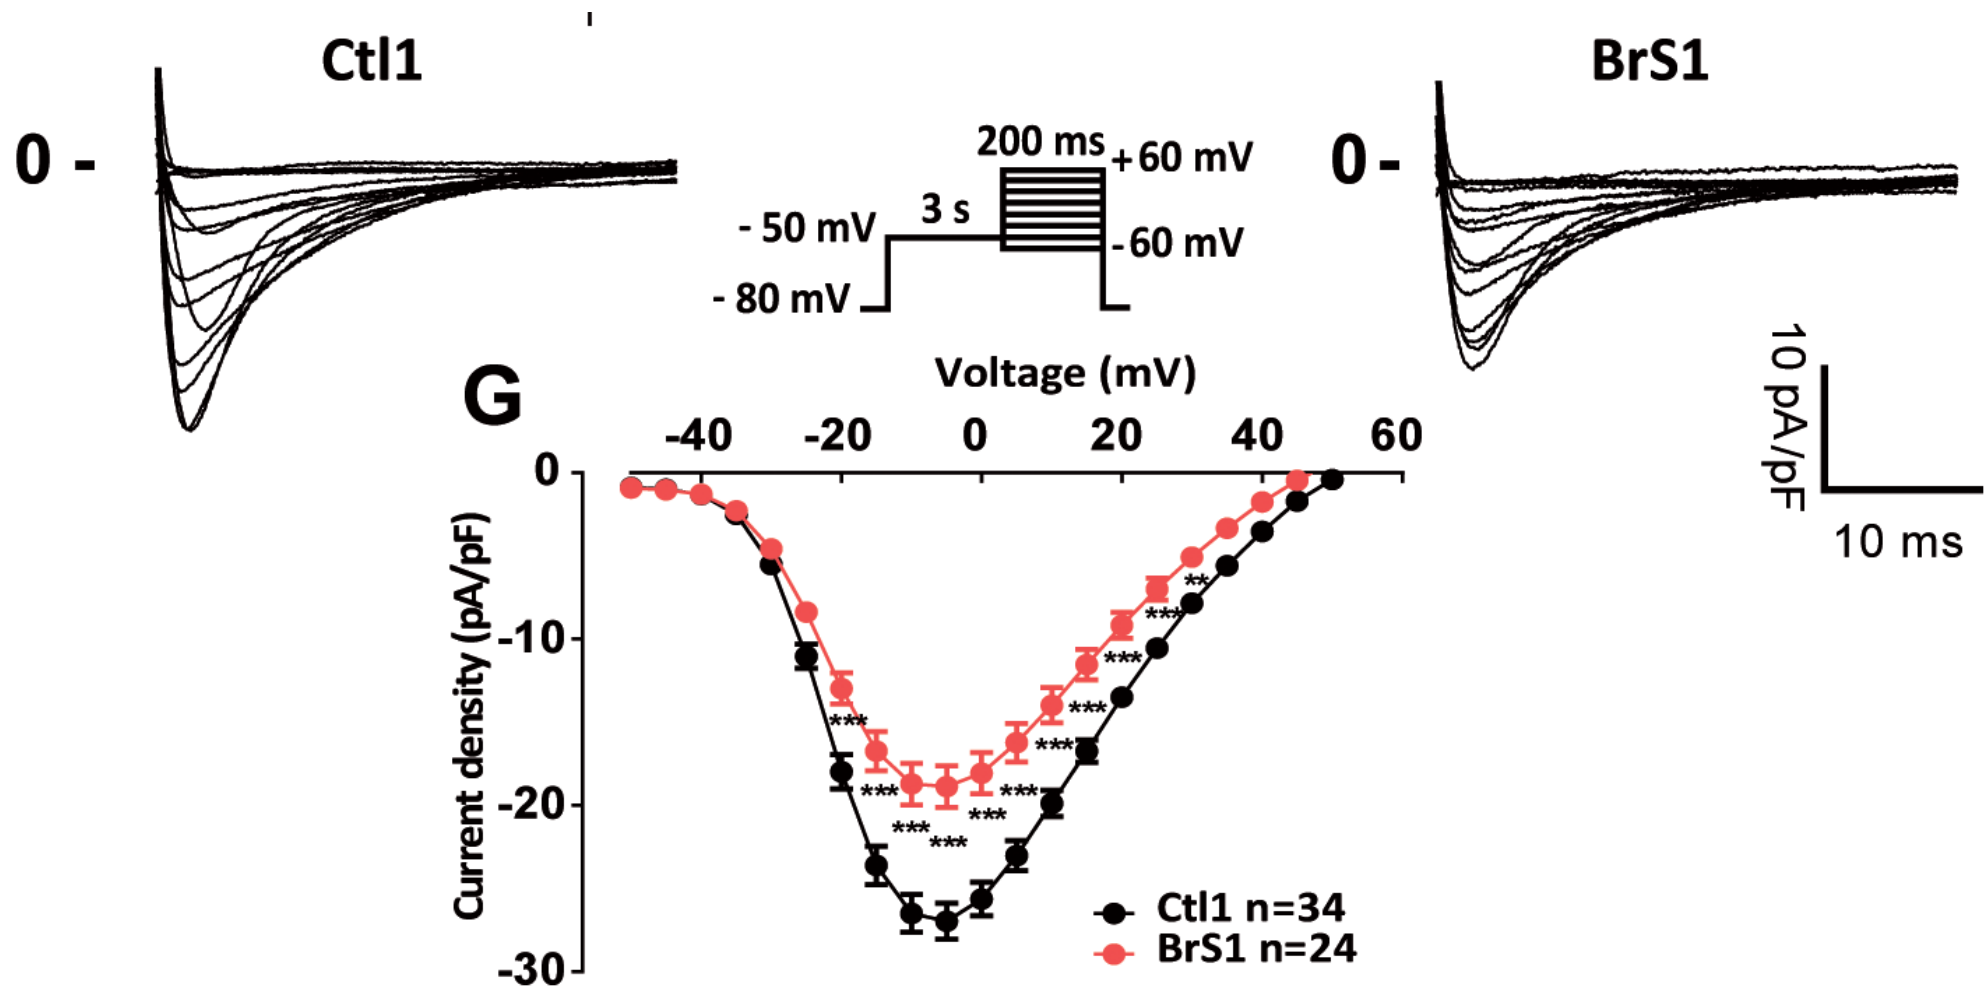 Ctl1
BrS1
0 -
200 ms
+60 mV
3 s
- 50 mV
-60 mV
- 80 mV
0 -
10 pA/pF
10 ms
G
Voltage (mV)
-40 -20 0 20 40 60
0
-10
-20
-30
Current density (pA/pF)
***
***
***
***
***
***
***
***
***
***
**
Ctl1 n=34
BrS1 n=24